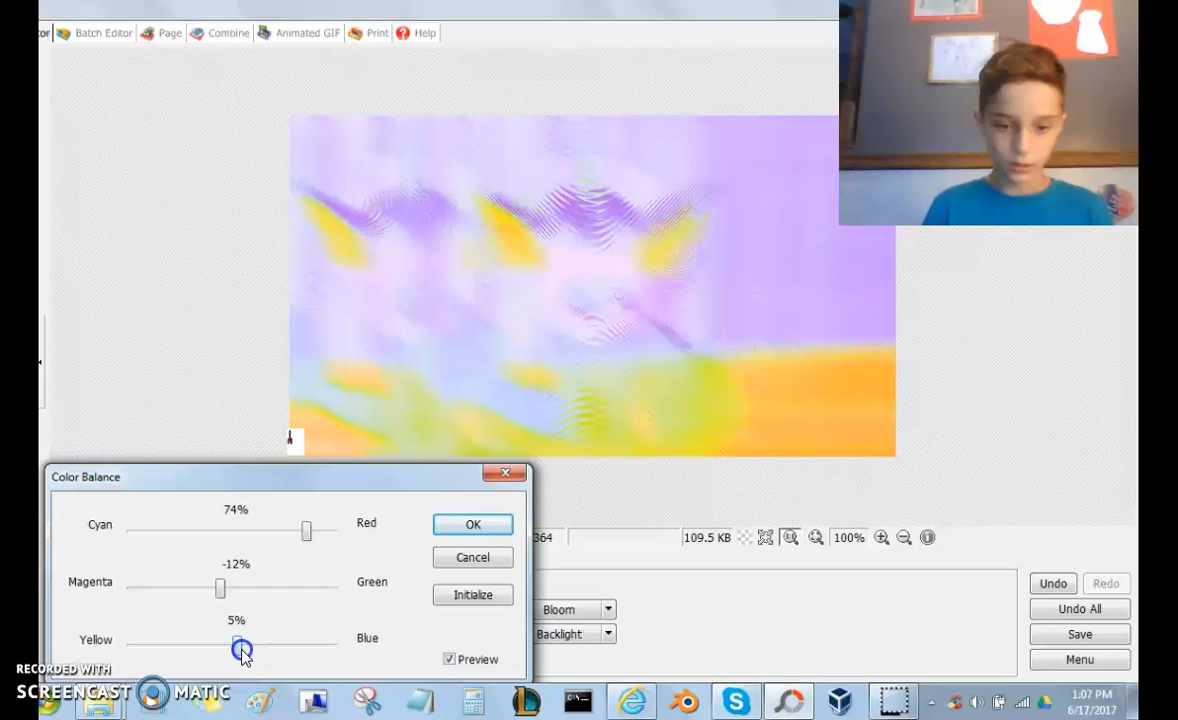 or Batch Editor Page Combine Animated GIF Print Help
Color Balance
74%
Cyan Red OK
-12%
Cancel
Magenta Green
Initialize
5%
Yellow Blue
Preview
364 109.5 KB 100%
Undo Redo
Bloom Undo All
Backlight Save
Menu
RECORDED WITH
SCREENCAST MATIC
1:07 PM
6/17/2017